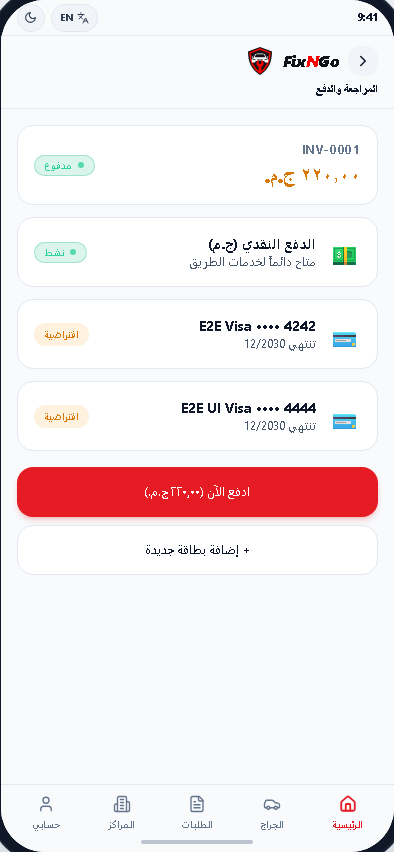 9:41
EN
FixNGo
المراجعة والدفع
INV-0001
٢٢٠٫٠٠ ج.م.
مدفوع
الدفع النقدي (ج.م)
متاح دائماً لخدمات الطريق
نشط
E2E Visa •••• 4242
تنتهي 12/2030
افتراضية
E2E UI Visa •••• 4444
تنتهي 12/2030
افتراضية
ادفع الآن (٢٢٠٫٠٠ ج.م.)
+ إضافة بطاقة جديدة
الرئيسية
الجراج
الطلبات
المراكز
حسابي